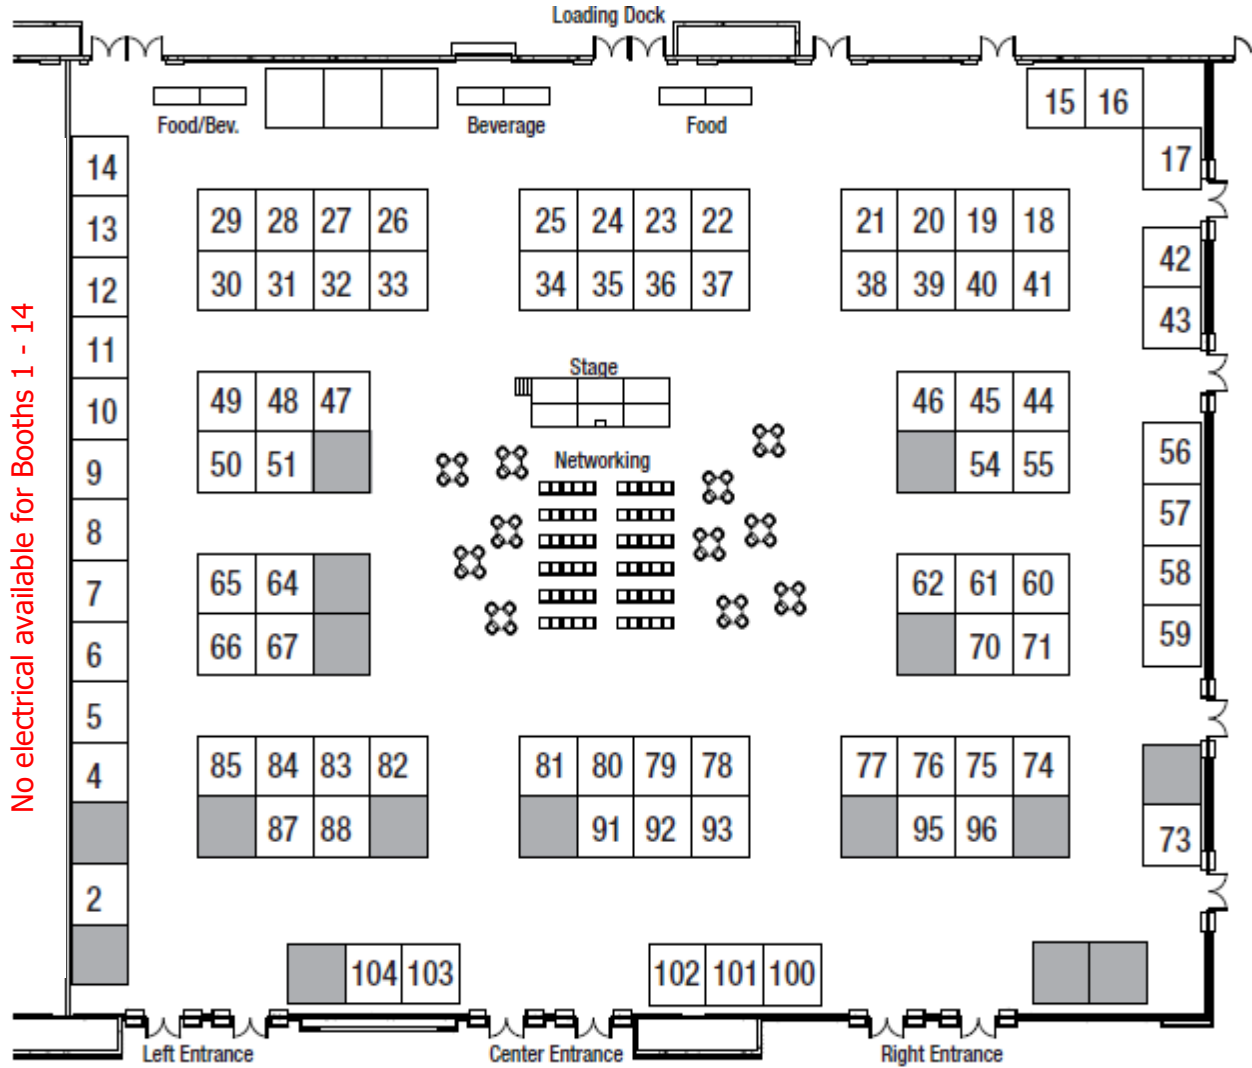 Loading Dock
15 16
Food/Bev. Beverage Food
14 17
29 28 27 26 25 24 23 22 21 20 19 18
13 42
30 31 32 33 34 35 36 37 38 39 40 41
12 43
11
Stage
49 48 47 46 45 44
10
50 51 Networking 54 55 56
9
57
8
65 64 62 61 60 58
7
66 67 70 71 59
6
5
85 84 83 82 81 80 79 78 77 76 75 74
4
87 88 91 92 93 95 96 73
2
104 103 102 101 100
Left Entrance Center Entrance Right Entrance
No electrical available for Booths 1 - 14